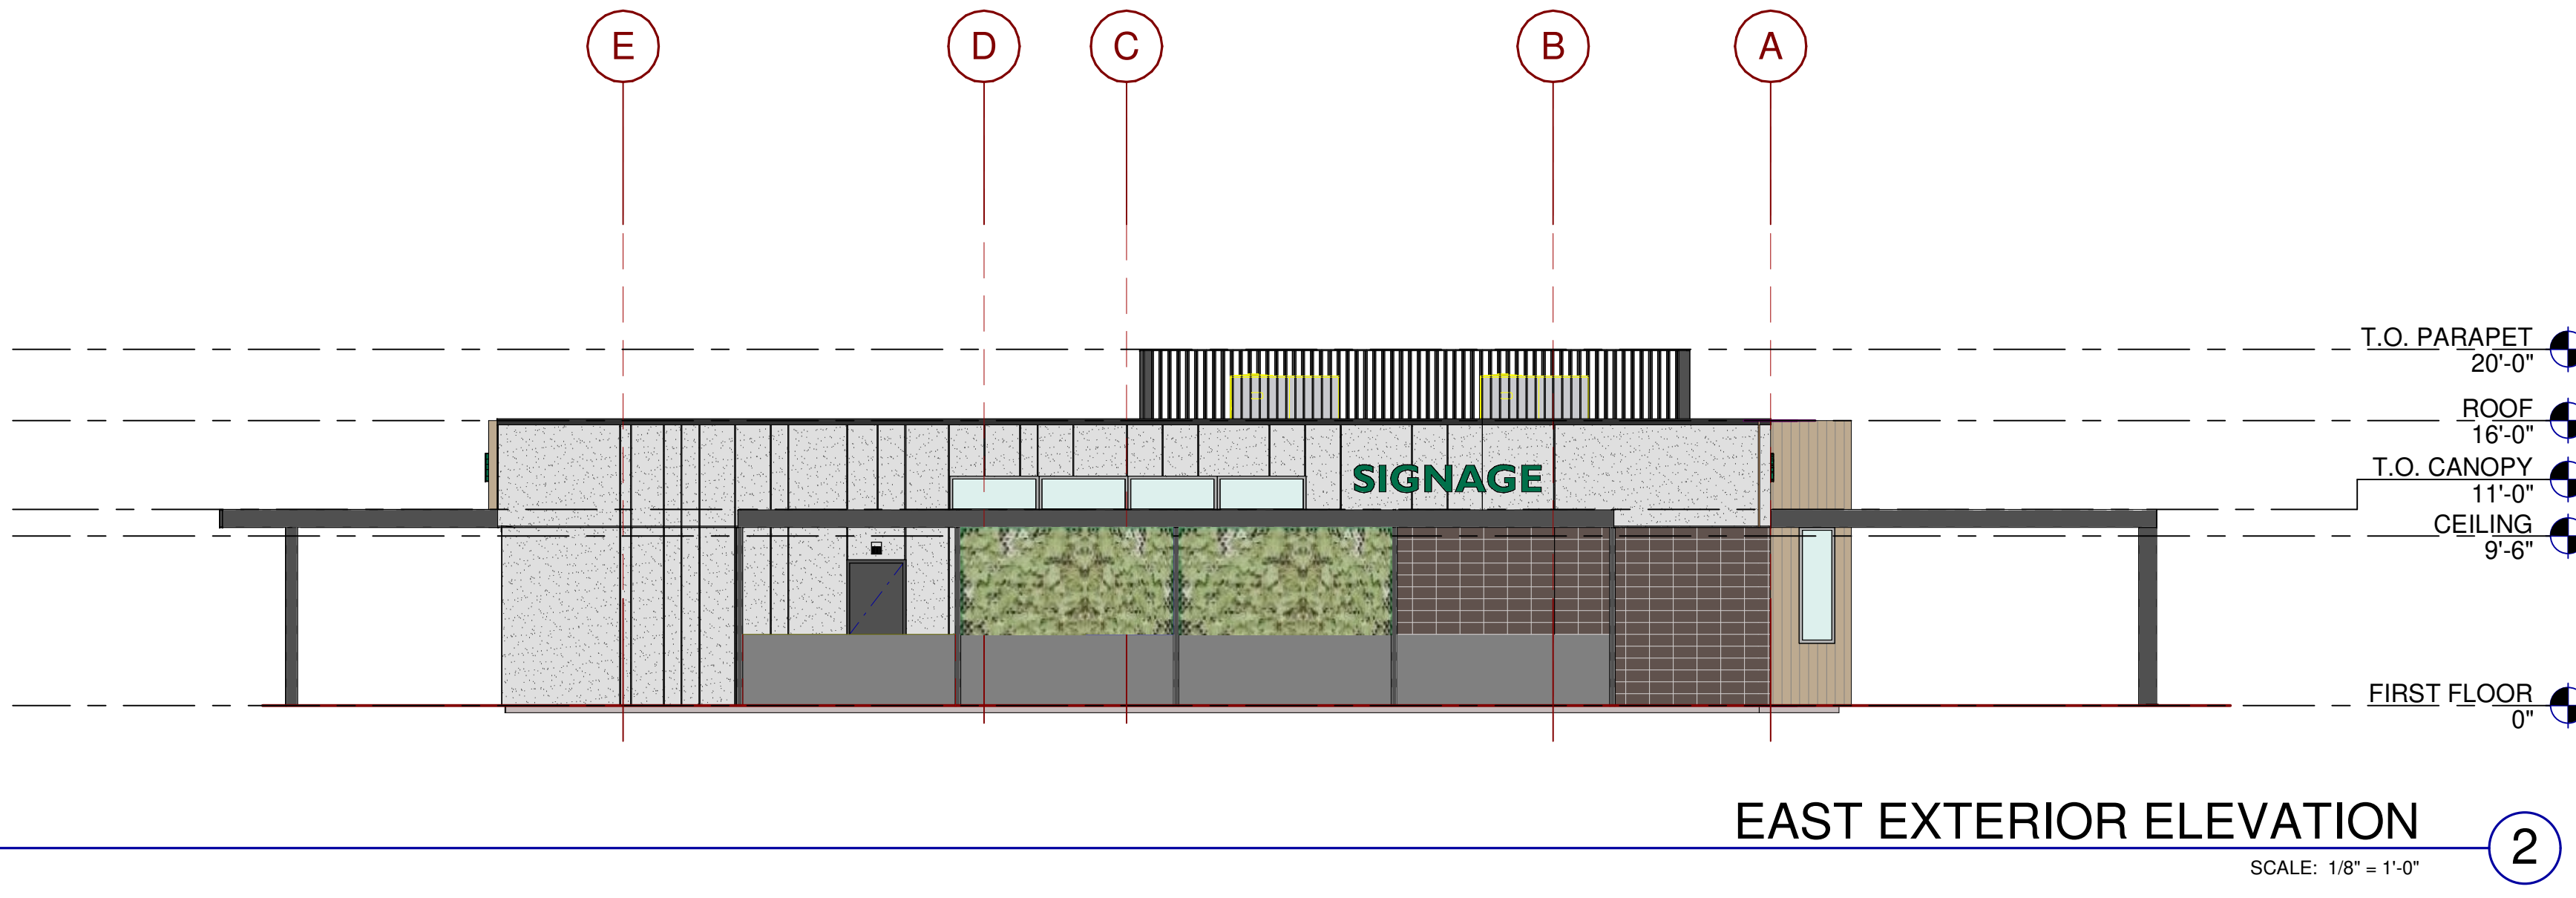 E
D
C
B
A
T.O. PARAPET
20'-0"
ROOF
16'-0"
T.O. CANOPY
11'-0"
CEILING
9'-6"
SIGNAGE
FIRST FLOOR
0"
EAST EXTERIOR ELEVATION
2
SCALE: 1/8" = 1'-0"